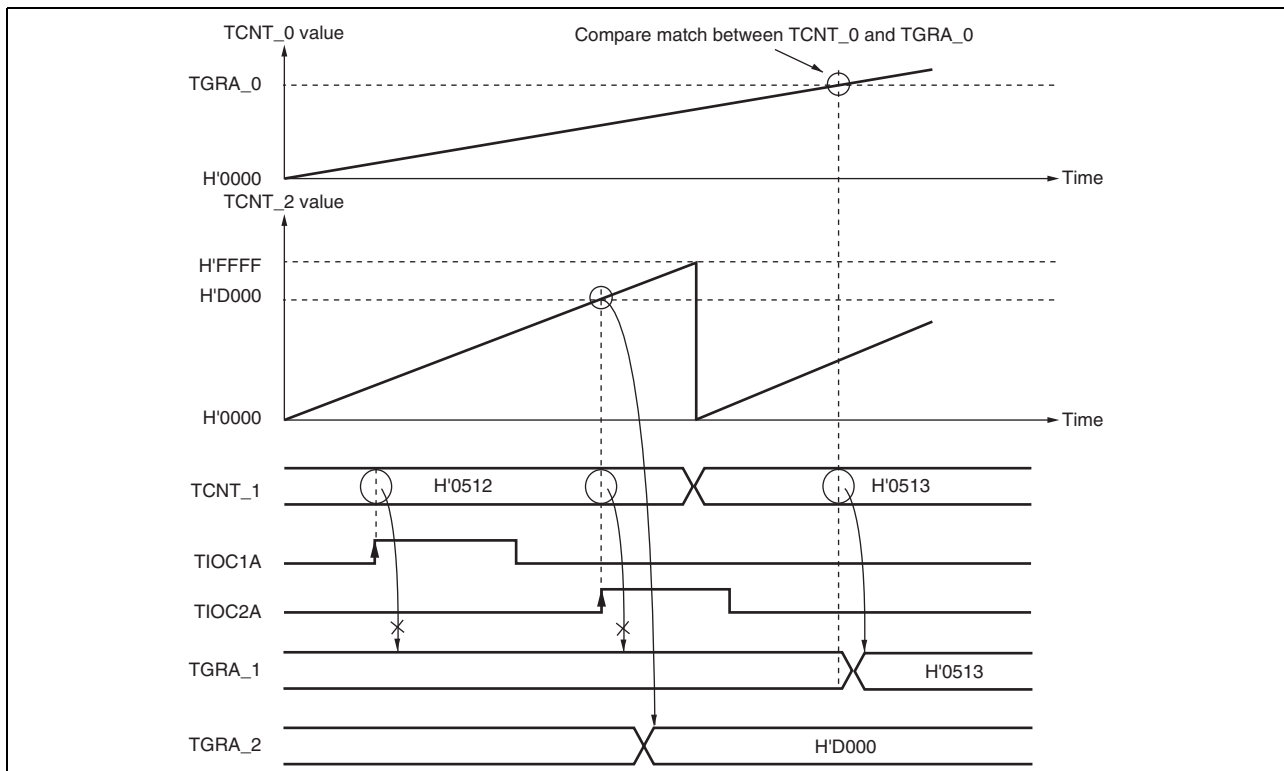 TCNT_0 value
Compare match between TCNT_0 and TGRA_0
TGRA_0
H'0000
Time
TCNT_2 value
H'FFFF
H'D000
H'0000
Time
TCNT_1
H'0512
H'0513
TIOC1A
TIOC2A
TGRA_1
H'0513
TGRA_2
H'D000